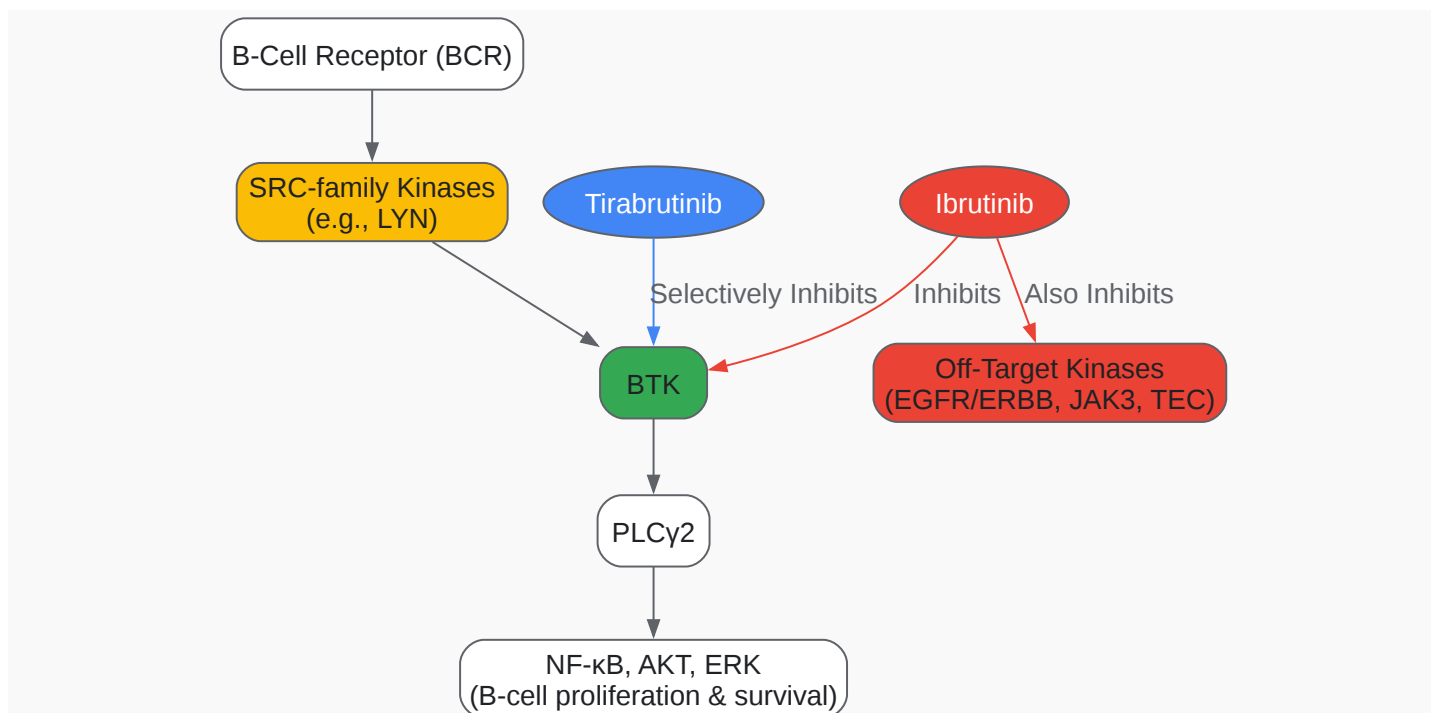 B-Cell Receptor (BCR)
SRC-family Kinases
(e.g., LYN)
Tirabrutinib
Ibrutinib
Selectively Inhibits
Inhibits
Also Inhibits
BTK
Off-Target Kinases
(EGFR/ERBB, JAK3, TEC)
PLCγ2
NF-κB, AKT, ERK
(B-cell proliferation & survival)